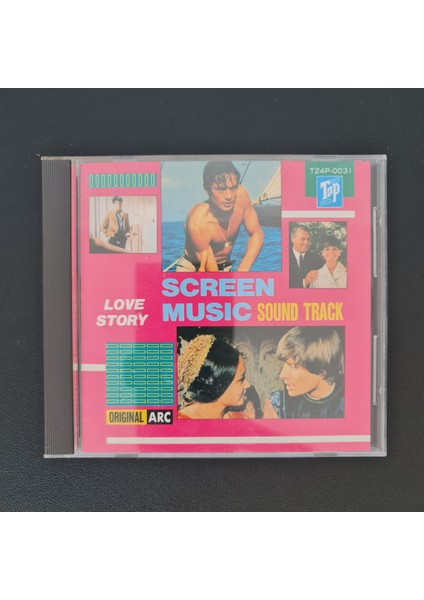 T24P-0031
Top
SCREEN
MUSIC SOUND TRACK
LOVE
STORY
ORIGINAL ARC